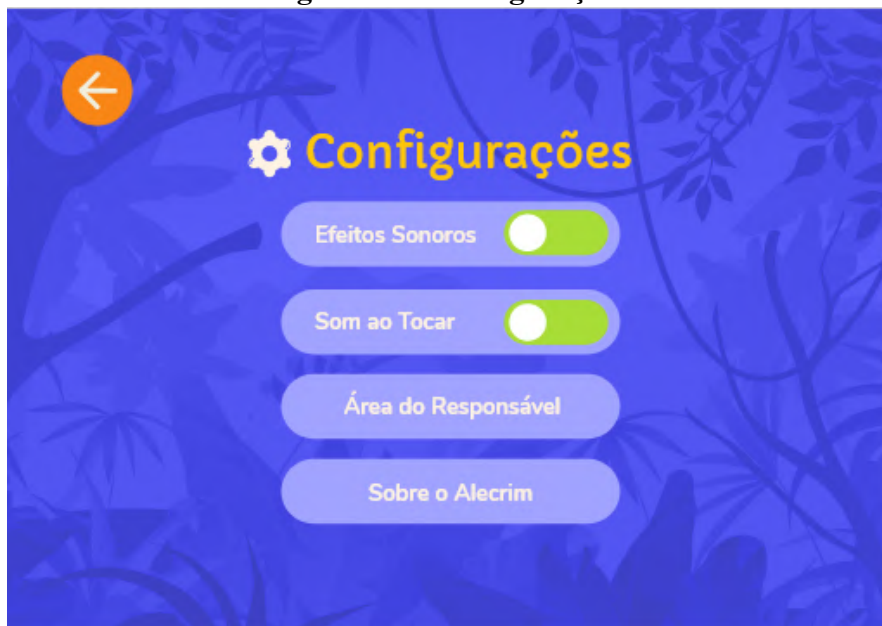 Configurações
Efeitos Sonoros
Som ao Tocar
Área do Responsável
Sobre o Alecrim